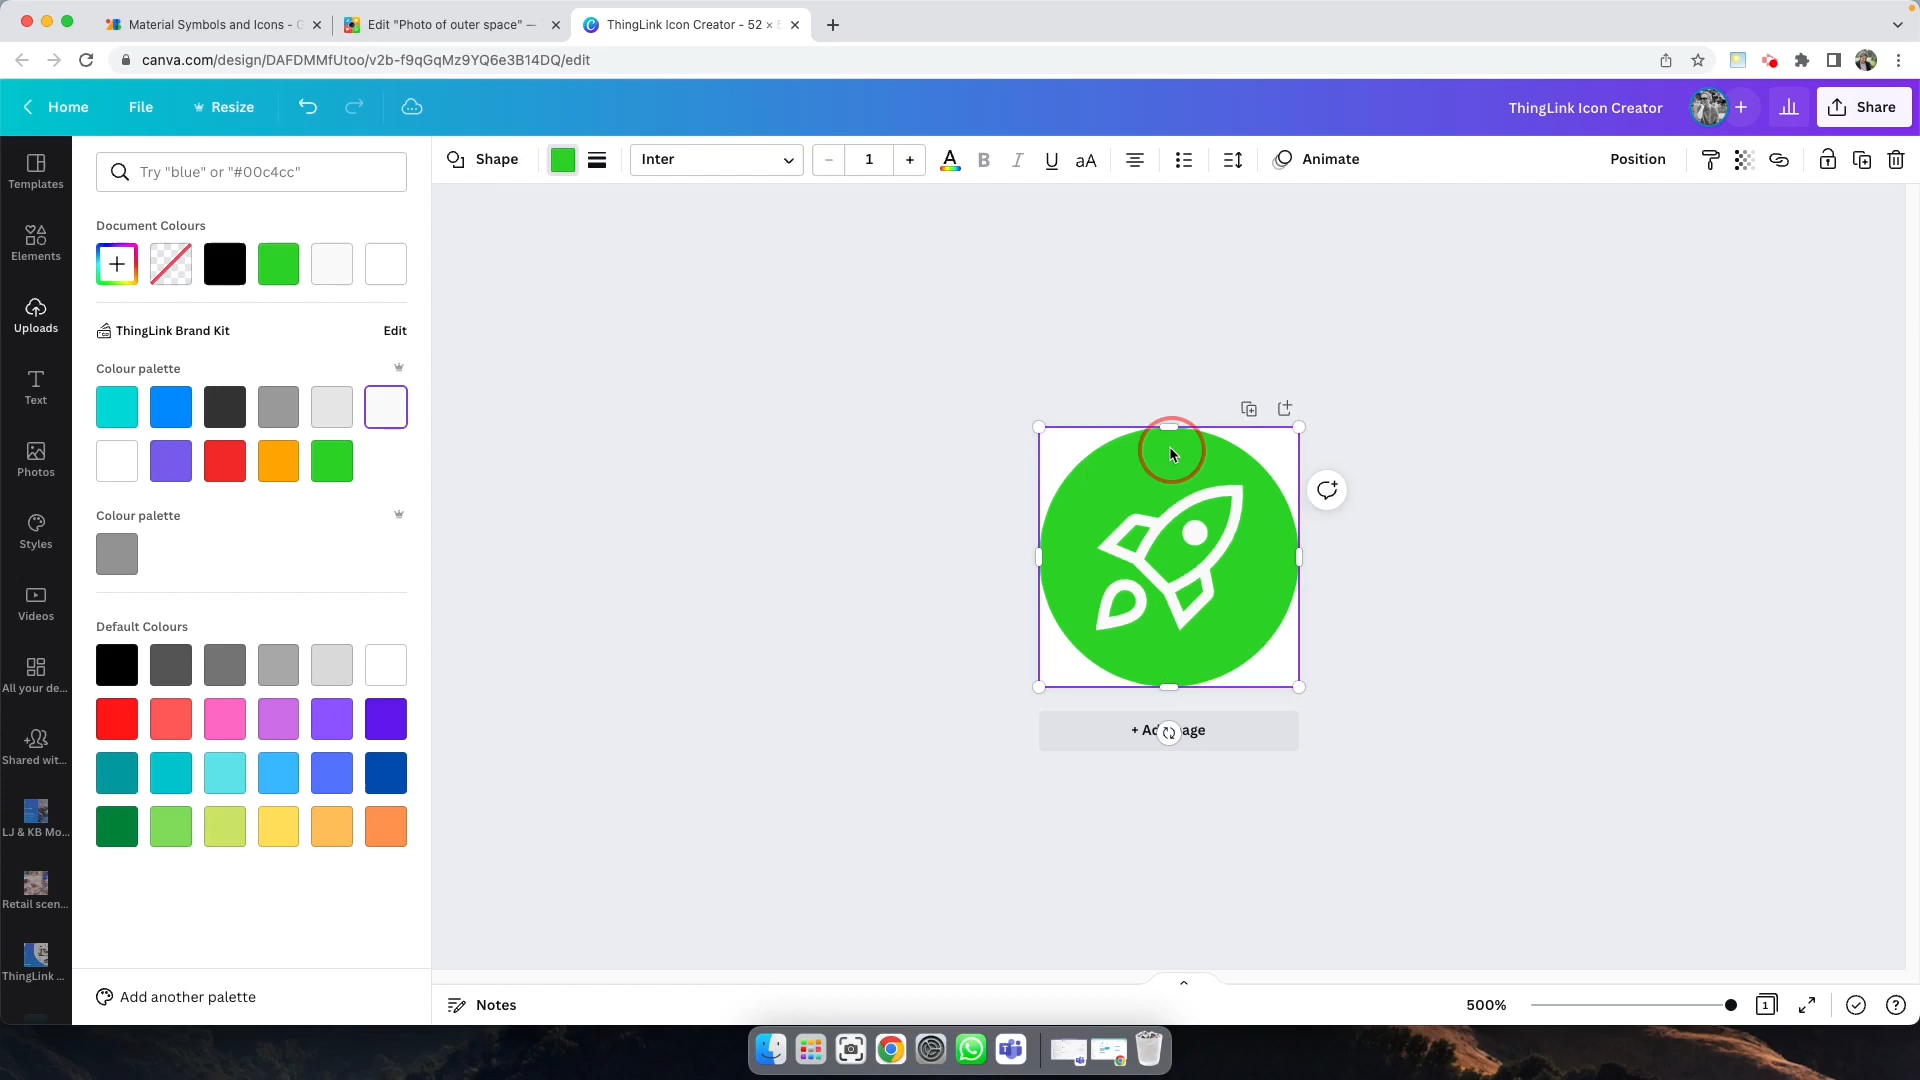 Material Symbols and Icons - G
Edit "Photo of outer space" —
ThingLink Icon Creator - 52 ×
canva.com/design/DAFDMMfUtoo/v2b-f9qGqMz9YQ6e3B14DQ/edit
Home
File
Resize
ThingLink Icon Creator
Share
Templates
Elements
Uploads
Text
Photos
Styles
Videos
All your de...
Shared wit...
LJ & KB Mo...
Retail scen...
ThingLink ...
Try "blue" or "#00c4cc"
Document Colours
ThingLink Brand Kit
Edit
Colour palette
Colour palette
Default Colours
Add another palette
Shape
Inter
1
A
B
I
U
aA
Animate
Position
+ Ad age
Notes
500%
1